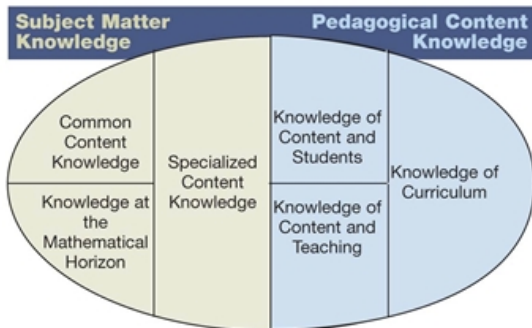 Subject Matter
Knowledge
Pedagogical Content
Knowledge
Common
Content
Knowledge
Knowledge at
the
Mathematical
Horizon
Specialized
Content
Knowledge
Knowledge of
Content and
Students
Knowledge of
Content and
Teaching
Knowledge of
Curriculum